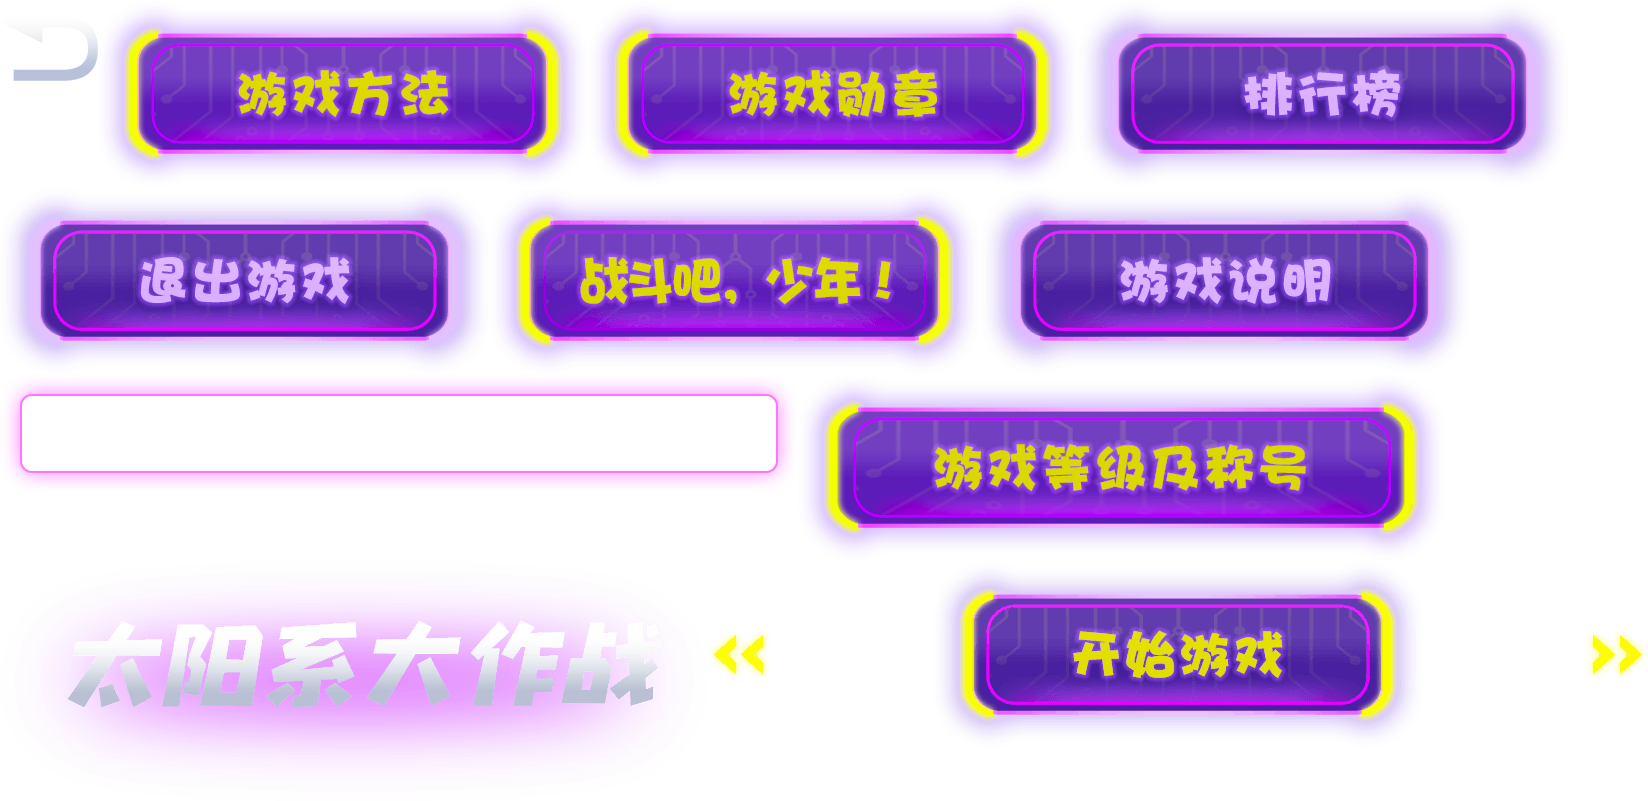 游戏方法
游戏勋章
排行榜
退出游戏
战斗吧，少年！
游戏说明
游戏等级及称号
太阳系大作战
开始游戏